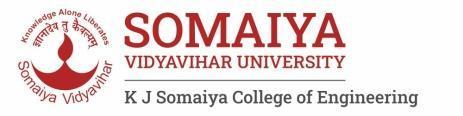 Knowledge Alone Liberates
ज्ञानादेव तु कैवल्यम्
Somaiya Vidyavihar
SOMAIYA
VIDYAVIHAR UNIVERSITY
K J Somaiya College of Engineering